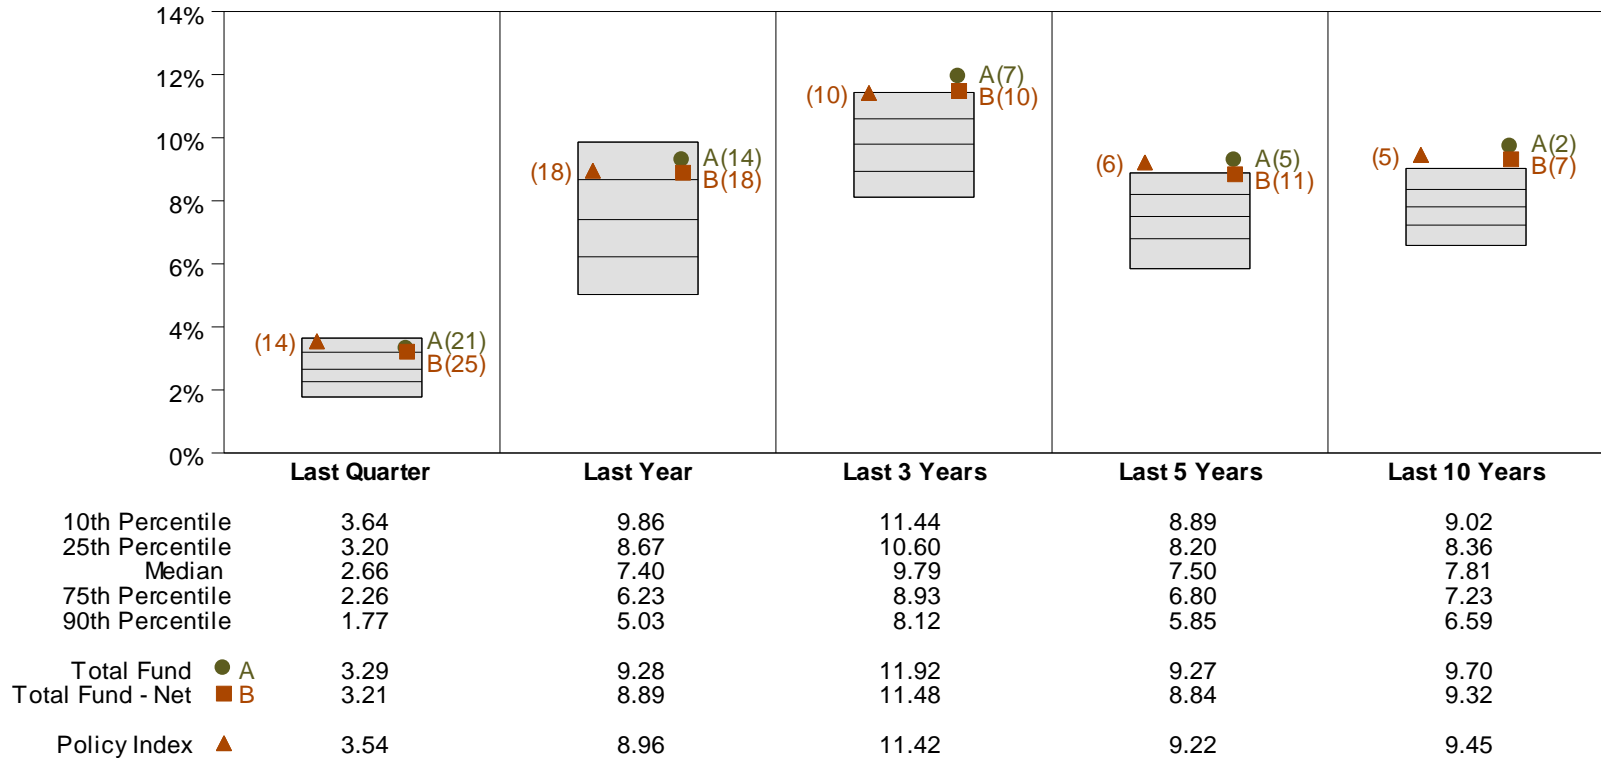 14%
12%
10%
8%
6%
4%
2%
0%
(14)
A(21)
B(25)
(18)
A(14)
B(18)
(10)
A(7)
B(10)
(6)
A(5)
B(11)
(5)
A(2)
B(7)
Last Quarter Last Year Last 3 Years Last 5 Years Last 10 Years
10th Percentile 3.64 9.86 11.44 8.89 9.02
25th Percentile 3.20 8.67 10.60 8.20 8.36
Median 2.66 7.40 9.79 7.50 7.81
75th Percentile 2.26 6.23 8.93 6.80 7.23
90th Percentile 1.77 5.03 8.12 5.85 6.59
Total Fund A 3.29 9.28 11.92 9.27 9.70
Total Fund - Net B 3.21 8.89 11.48 8.84 9.32
Policy Index 3.54 8.96 11.42 9.22 9.45